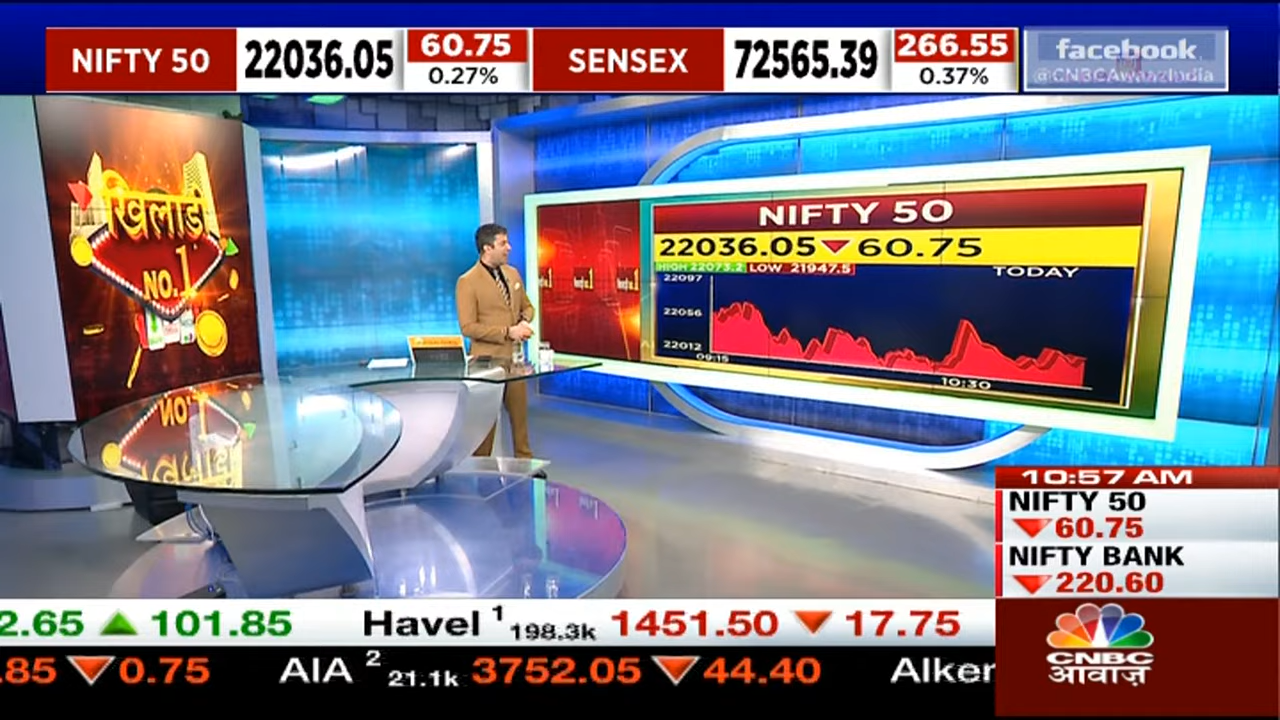 NIFTY 50 22036.05 60.75 0.27% SENSEX 72565.39 266.55 0.37% facebook
@CNBCAwaazIndia
खिलाड़ी
NO.1
NIFTY 50
22036.05 ▼ 60.75
HIGH 22073.2 LOW 21947.5 TODAY
22097
22056
22012
09:15
10:30
10:57 AM
NIFTY 50
▼ 60.75
NIFTY BANK
▼ 220.60
2.65 ▲ 101.85 Havel 1 198.3k 1451.50 ▼ 17.75
.85 ▼ 0.75 AIA 2 21.1k 3752.05 ▼ 44.40 Alker
CNBC
आवाज़